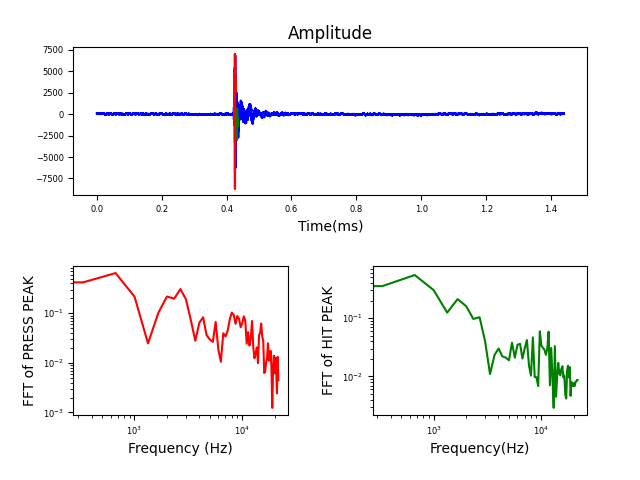 Amplitude
7500
5000
2500
0
−2500
−5000
−7500
0.0 0.2 0.4 0.6 0.8 1.0 1.2 1.4
Time(ms)
FFT of PRESS PEAK
10⁻¹
10⁻²
10⁻³
10³ 10⁴
Frequency (Hz)
FFT of HIT PEAK
10⁻¹
10⁻²
10³ 10⁴
Frequency(Hz)